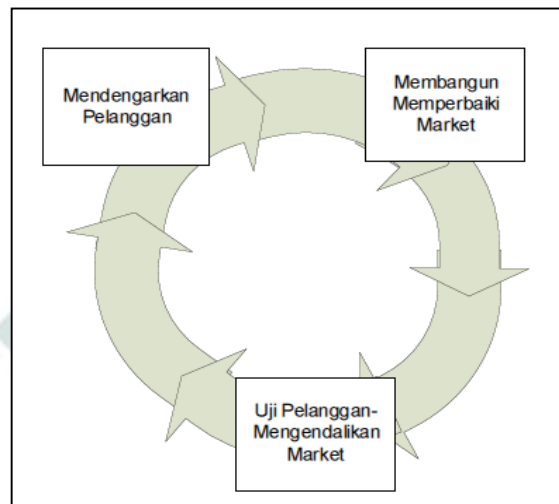 Mendengarkan
Pelanggan
Membangun
Memperbaiki
Market
Uji Pelanggan-
Mengendalikan
Market